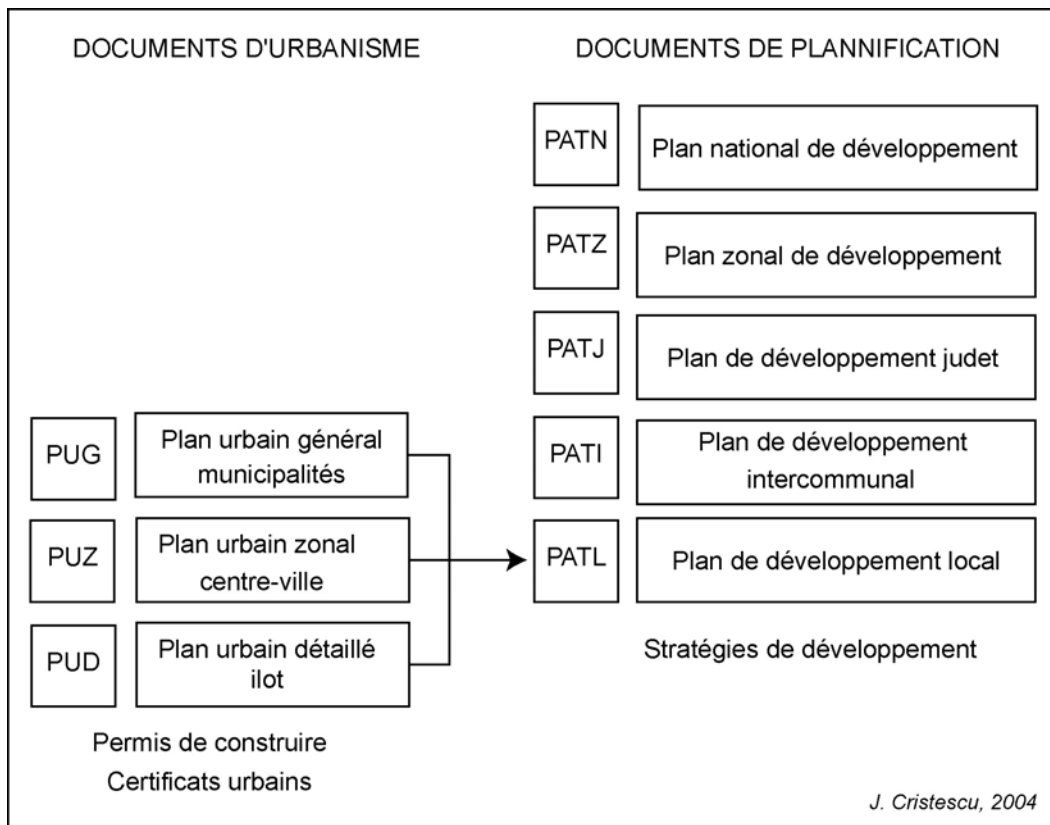 DOCUMENTS D'URBANISME
PUG
Plan urbain général
municipalités
PUZ
Plan urbain zonal
centre-ville
PUD
Plan urbain détaillé
ilot
Permis de construire
Certificats urbains
DOCUMENTS DE PLANNIFICATION
PATN
Plan national de développement
PATZ
Plan zonal de développement
PATJ
Plan de développement judet
PATI
Plan de développement
intercommunal
PATL
Plan de développement local
Stratégies de développement
J. Cristescu, 2004